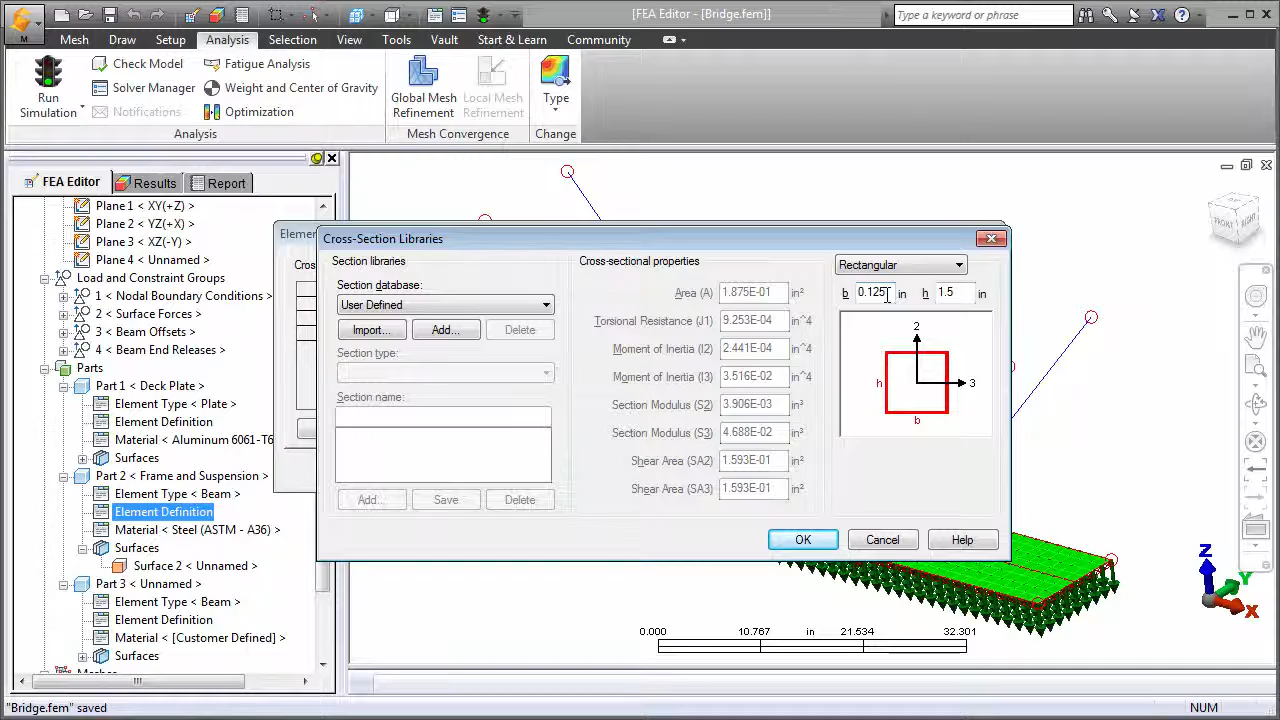 M
[FEA Editor - [Bridge.fem]]
Type a keyword or phrase
Mesh Draw Setup Analysis Selection View Tools Vault Start & Learn Community
Run Simulation
Check Model
Solver Manager
Notifications
Fatigue Analysis
Weight and Center of Gravity
Optimization
Analysis
Global Mesh Refinement
Local Mesh Refinement
Mesh Convergence
Type
Change
FEA Editor Results Report
Plane 1 < XY(+Z) >
Plane 2 < YZ(+X) >
Plane 3 < XZ(-Y) >
Plane 4 < Unnamed >
Load and Constraint Groups
1 < Nodal Boundary Conditions >
2 < Surface Forces >
3 < Beam Offsets >
4 < Beam End Releases >
Parts
Part 1 < Deck Plate >
Element Type < Plate >
Element Definition
Material < Aluminum 6061-T6
Surfaces
Part 2 < Frame and Suspension >
Element Type < Beam >
Element Definition
Material < Steel (ASTM - A36) >
Surfaces
Surface 2 < Unnamed >
Part 3 < Unnamed >
Element Type < Beam >
Element Definition
Material < [Customer Defined] >
Surfaces
Elemen
Cros
Cross-Section Libraries
Section libraries
Section database:
User Defined
Import... Add... Delete
Section type:
Section name:
Add... Save Delete
Cross-sectional properties
Area (A) 1.875E-01 in²
Torsional Resistance (J1) 9.253E-04 in^4
Moment of Inertia (I2) 2.441E-04 in^4
Moment of Inertia (I3) 3.516E-02 in^4
Section Modulus (S2) 3.906E-03 in³
Section Modulus (S3) 4.688E-02 in³
Shear Area (SA2) 1.593E-01 in²
Shear Area (SA3) 1.593E-01 in²
Rectangular
b 0.125 in h 1.5 in
2
h 3
b
OK Cancel Help
FRONT RIGHT
Z
Y
X
0.000 10.767 in 21.534 32.301
"Bridge.fem" saved
NUM